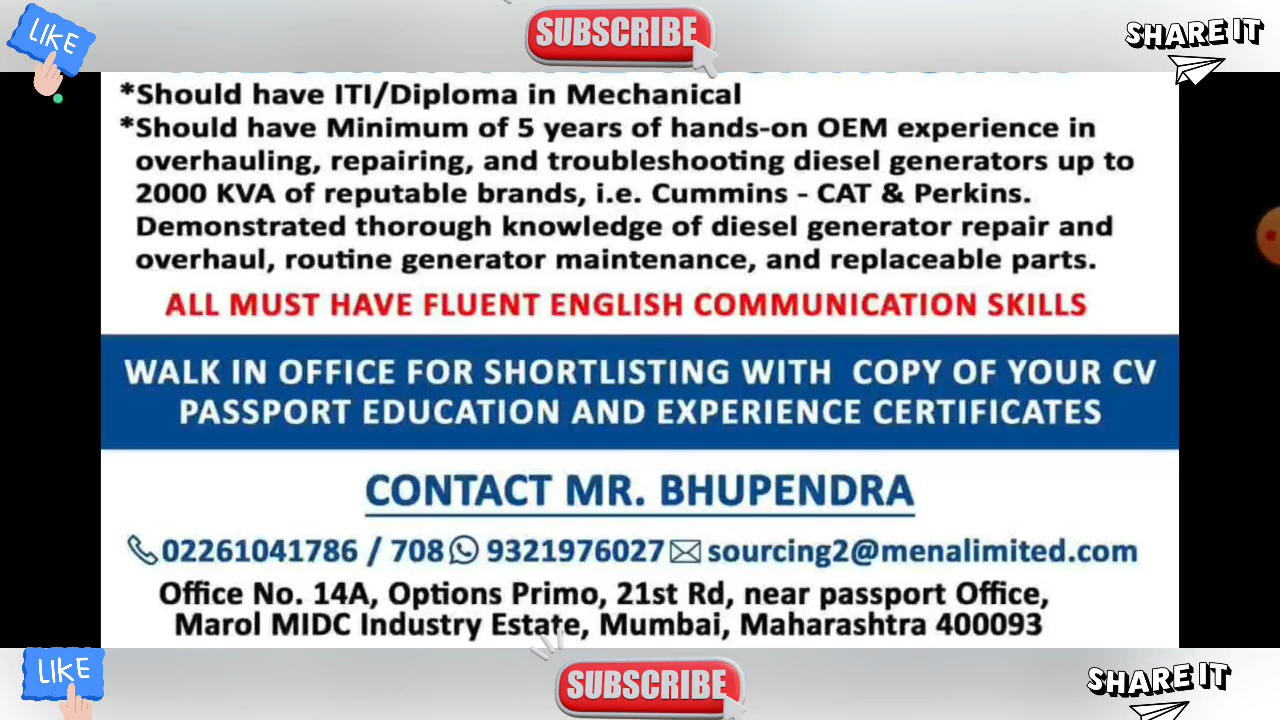 LIKE
SUBSCRIBE
SHARE IT
*Should have ITI/Diploma in Mechanical
*Should have Minimum of 5 years of hands-on OEM experience in
overhauling, repairing, and troubleshooting diesel generators up to
2000 KVA of reputable brands, i.e. Cummins - CAT & Perkins.
Demonstrated thorough knowledge of diesel generator repair and
overhaul, routine generator maintenance, and replaceable parts.
ALL MUST HAVE FLUENT ENGLISH COMMUNICATION SKILLS
WALK IN OFFICE FOR SHORTLISTING WITH COPY OF YOUR CV
PASSPORT EDUCATION AND EXPERIENCE CERTIFICATES
CONTACT MR. BHUPENDRA
02261041786 / 708 9321976027 sourcing2@menalimited.com
Office No. 14A, Options Primo, 21st Rd, near passport Office,
Marol MIDC Industry Estate, Mumbai, Maharashtra 400093
LIKE
SUBSCRIBE
SHARE IT